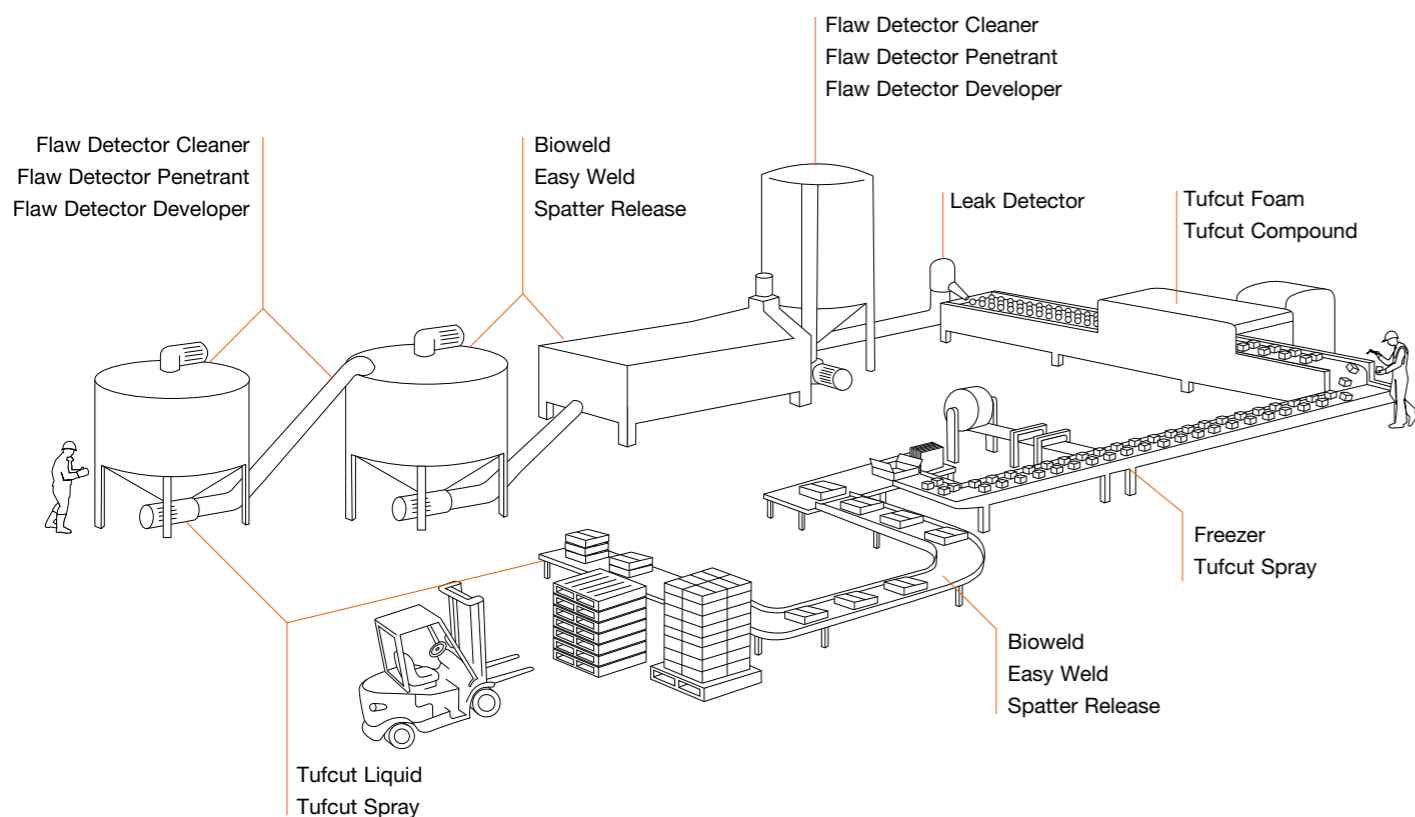 Flaw Detector Cleaner
Flaw Detector Penetrant
Flaw Detector Developer
Flaw Detector Cleaner
Flaw Detector Penetrant
Flaw Detector Developer
Bioweld
Easy Weld
Spatter Release
Leak Detector
Tufcut Foam
Tufcut Compound
Freezer
Tufcut Spray
Bioweld
Easy Weld
Spatter Release
Tufcut Liquid
Tufcut Spray